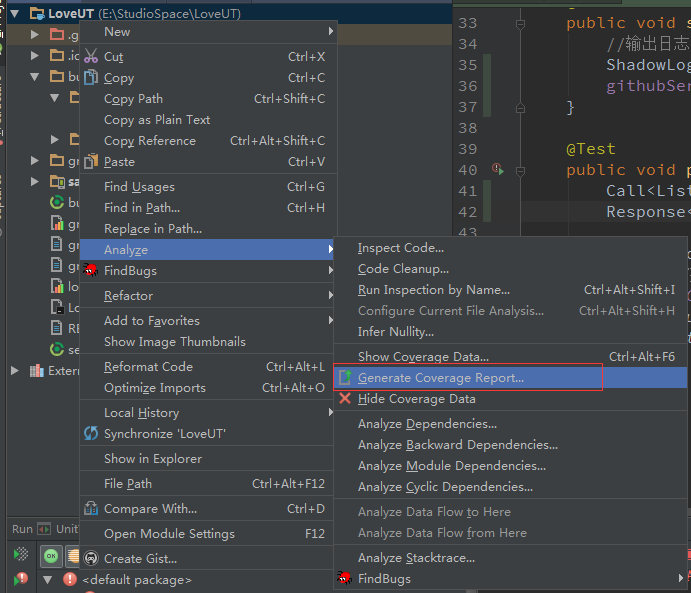 LoveUT (E:\StudioSpace\LoveUT)
New
Cut Ctrl+X
Copy Ctrl+C
Copy Path Ctrl+Shift+C
Copy as Plain Text
Copy Reference Ctrl+Alt+Shift+C
Paste Ctrl+V
Find Usages Ctrl+G
Find in Path... Ctrl+H
Replace in Path...
Analyze
FindBugs
Refactor
Add to Favorites
Show Image Thumbnails
Reformat Code Ctrl+Alt+L
Optimize Imports Ctrl+Alt+O
Local History
Synchronize 'LoveUT'
Show in Explorer
File Path Ctrl+Alt+F12
Compare With... Ctrl+D
Open Module Settings F12
Create Gist...
.g
.ic
bu
gr
sa
bu
gr
gr
gr
lo
Lo
RE
se
Extern
Inspect Code...
Code Cleanup...
Run Inspection by Name... Ctrl+Alt+Shift+I
Configure Current File Analysis... Ctrl+Alt+Shift+H
Infer Nullity...
Show Coverage Data... Ctrl+Alt+F6
Generate Coverage Report...
Hide Coverage Data
Analyze Dependencies...
Analyze Backward Dependencies...
Analyze Module Dependencies...
Analyze Cyclic Dependencies...
Analyze Data Flow to Here
Analyze Data Flow from Here
Analyze Stacktrace...
FindBugs
33 public void s
34 //输出日志
35 ShadowLog
36 githubSer
37 }
38
39 @Test
40 public void p
41 Call<List
42 Response<
43
Run Unit
OK
<default package>